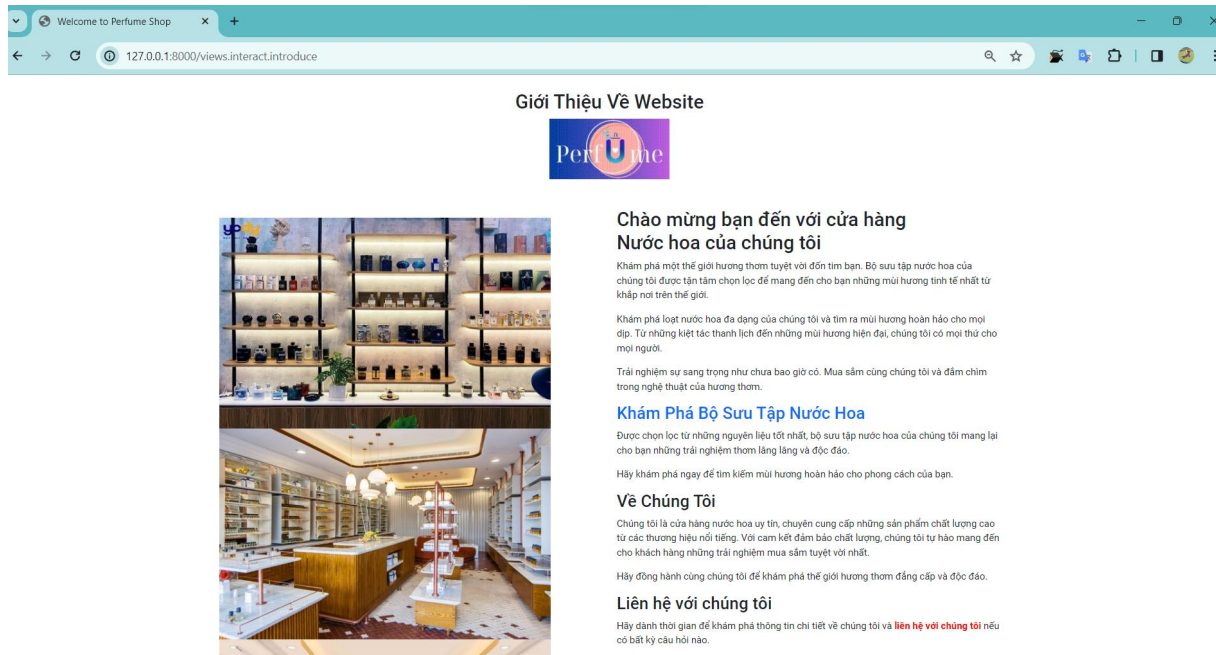 Welcome to Perfume Shop
127.0.0.1:8000/views.interact.introduce
Giới Thiệu Về Website
Perfume
yody
Chào mừng bạn đến với cửa hàng
Nước hoa của chúng tôi
Khám phá một thế giới hương thơm tuyệt vời đốn tim bạn. Bộ sưu tập nước hoa của
chúng tôi được tận tâm chọn lọc để mang đến cho bạn những mùi hương tinh tế nhất từ
khắp nơi trên thế giới.
Khám phá loạt nước hoa đa dạng của chúng tôi và tìm ra mùi hương hoàn hảo cho mọi
dịp. Từ những kiệt tác thanh lịch đến những mùi hương hiện đại, chúng tôi có mọi thứ cho
mọi người.
Trải nghiệm sự sang trọng như chưa bao giờ có. Mua sắm cùng chúng tôi và đắm chìm
trong nghệ thuật của hương thơm.
Khám Phá Bộ Sưu Tập Nước Hoa
Được chọn lọc từ những nguyên liệu tốt nhất, bộ sưu tập nước hoa của chúng tôi mang lại
cho bạn những trải nghiệm thơm lâng lâng và độc đáo.
Hãy khám phá ngay để tìm kiếm mùi hương hoàn hảo cho phong cách của bạn.
Về Chúng Tôi
Chúng tôi là cửa hàng nước hoa uy tín, chuyên cung cấp những sản phẩm chất lượng cao
từ các thương hiệu nổi tiếng. Với cam kết đảm bảo chất lượng, chúng tôi tự hào mang đến
cho khách hàng những trải nghiệm mua sắm tuyệt vời nhất.
Hãy đồng hành cùng chúng tôi để khám phá thế giới hương thơm đẳng cấp và độc đáo.
Liên hệ với chúng tôi
Hãy dành thời gian để khám phá thông tin chi tiết về chúng tôi và liên hệ với chúng tôi nếu
có bất kỳ câu hỏi nào.